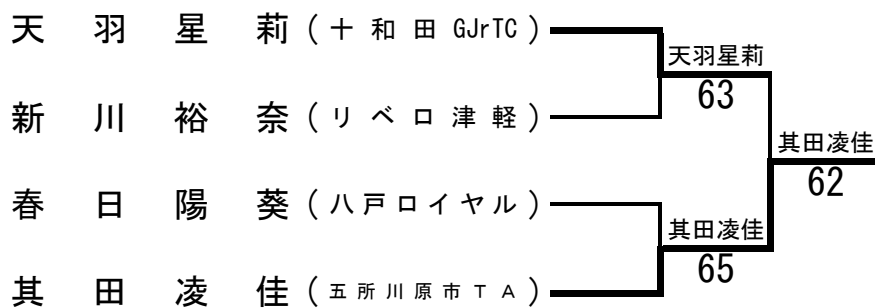 天羽星莉(十和田GJrTC)
天羽星莉
63
新川裕奈(リベロ津軽)
其田凌佳
62
春日陽葵(八戸ロイヤル)
其田凌佳
65
其田凌佳(五所川原市TA)